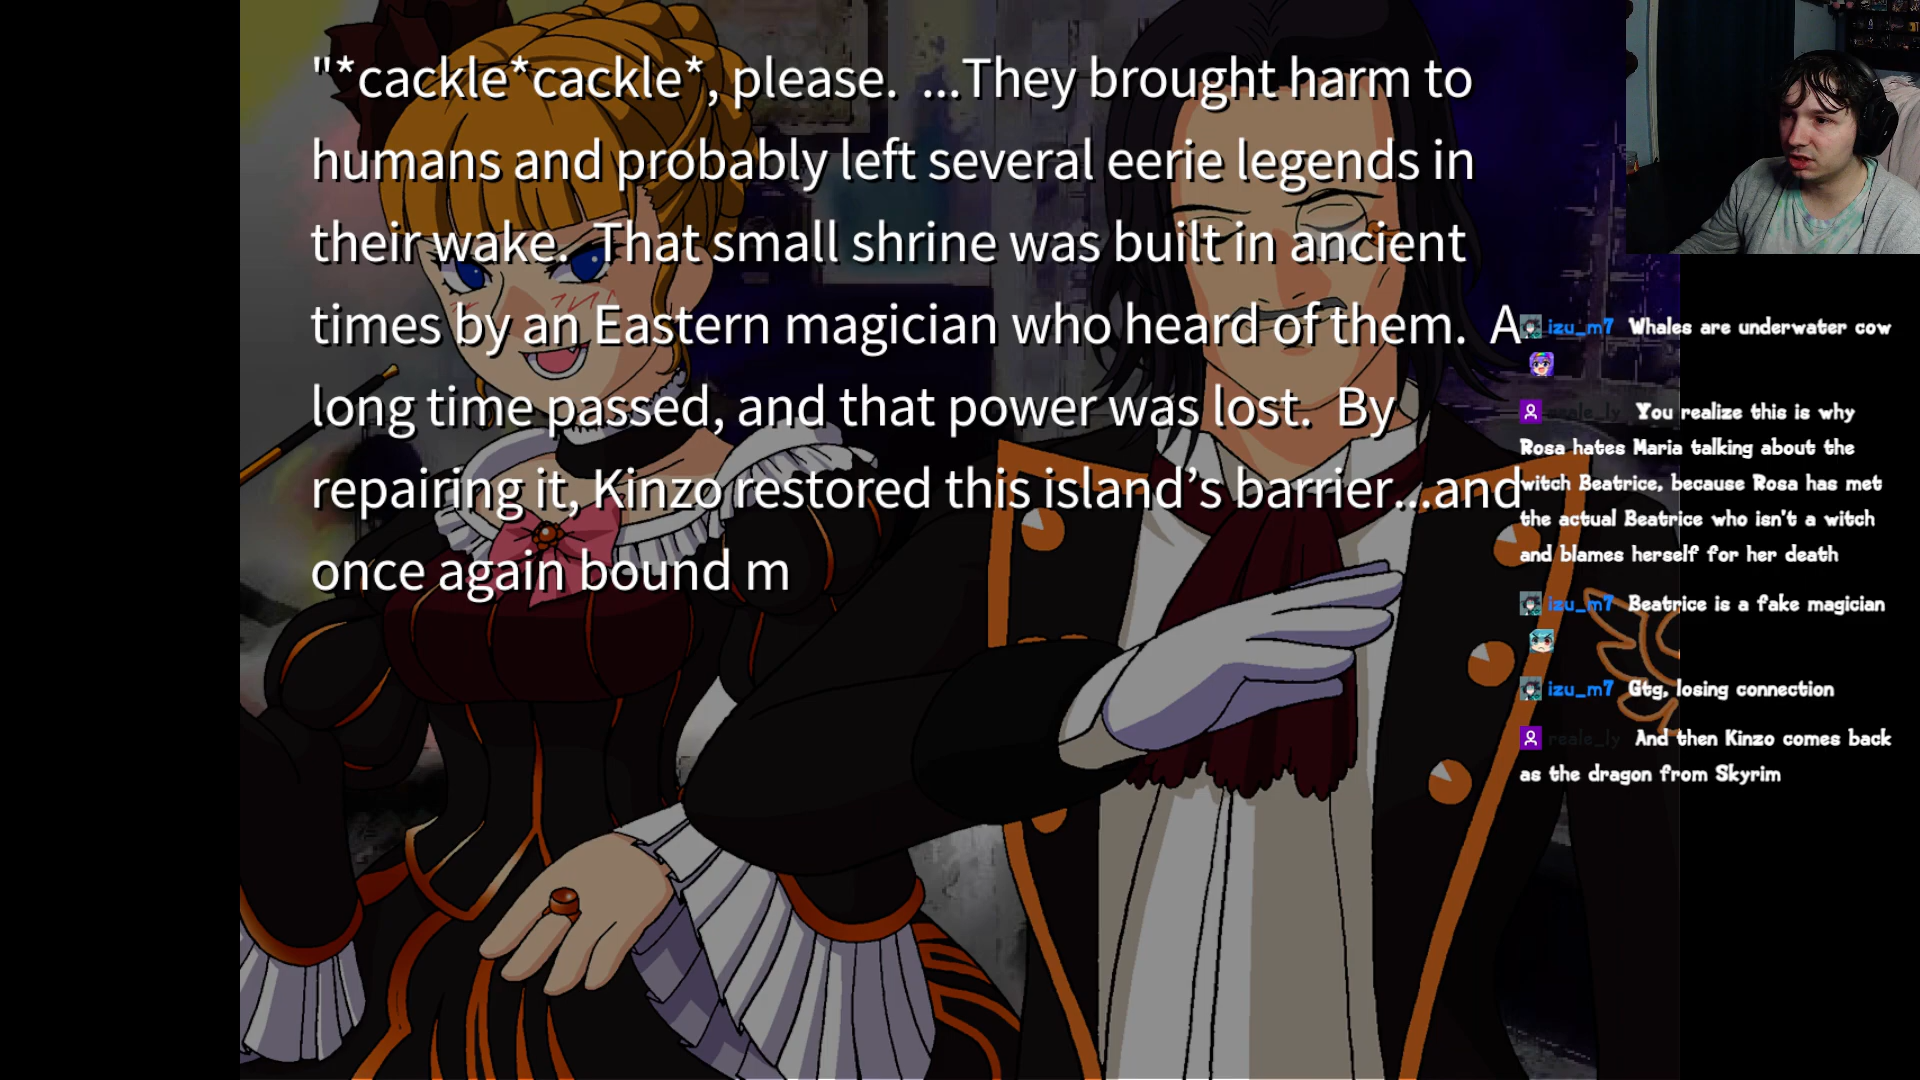 "*cackle*cackle*, please.  ...They brought harm to
humans and probably left several eerie legends in
their wake.  That small shrine was built in ancient
times by an Eastern magician who heard of them.  A
long time passed, and that power was lost.  By
repairing it, Kinzo restored this island’s barrier...and
once again bound m
izu_m7 Whales are underwater cow
reale_ly You realize this is why
Rosa hates Maria talking about the
witch Beatrice, because Rosa has met
the actual Beatrice who isn't a witch
and blames herself for her death
izu_m7 Beatrice is a fake magician
izu_m7 Gtg, losing connection
reale_ly And then Kinzo comes back
as the dragon from Skyrim